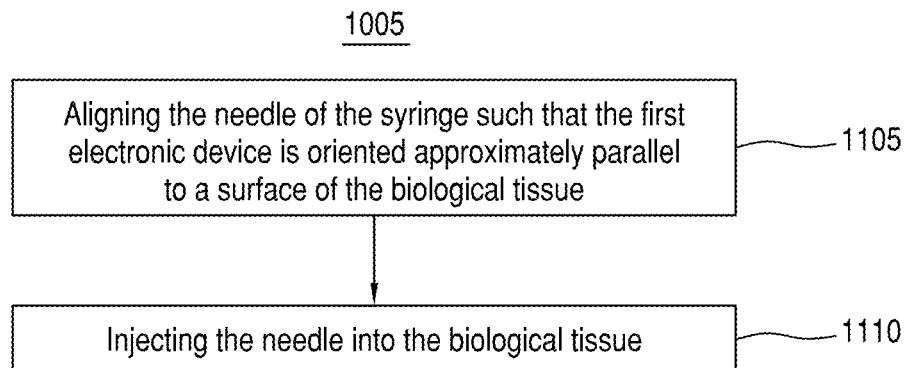 1005
Aligning the needle of the syringe such that the first
electronic device is oriented approximately parallel
to a surface of the biological tissue
1105
Injecting the needle into the biological tissue
1110